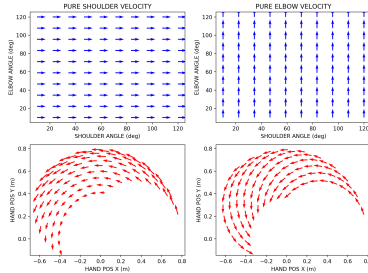 PURE SHOULDER VELOCITY
PURE ELBOW VELOCITY
ELBOW ANGLE (deg)
120
100
80
60
40
20
20 40 60 80 100 120
SHOULDER ANGLE (deg)
ELBOW ANGLE (deg)
120
100
80
60
40
20
20 40 60 80 100 120
SHOULDER ANGLE (deg)
HAND POS Y (m)
0.8
0.6
0.4
0.2
0.0
−0.6 −0.4 −0.2 0.0 0.2 0.4 0.6 0.8
HAND POS X (m)
HAND POS Y (m)
0.8
0.6
0.4
0.2
0.0
−0.6 −0.4 −0.2 0.0 0.2 0.4 0.6 0.8
HAND POS X (m)